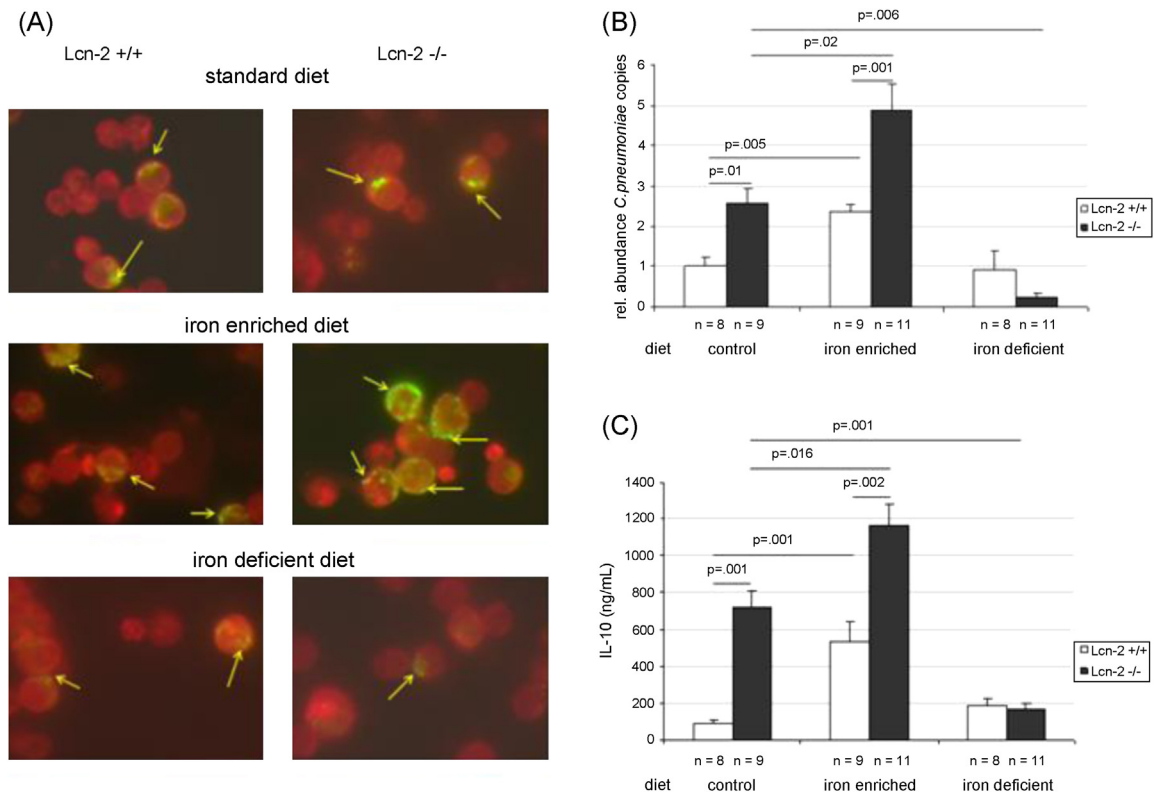 (A)
Lcn-2 +/+
Lcn-2 -/-
standard diet
iron enriched diet
iron deficient diet
(B)
p=.006
p=.02
p=.001
p=.005
p=.01
rel. abundance C.pneumoniae copies
6
5
4
3
2
1
0
Lcn-2 +/+
Lcn-2 -/-
n = 8 n = 9 n = 9 n = 11 n = 8 n = 11
diet control iron enriched iron deficient
(C)
p=.001
p=.016
p=.002
p=.001
p=.001
IL-10 (ng/mL)
1400
1200
1000
800
600
400
200
0
Lcn-2 +/+
Lcn-2 -/-
n = 8 n = 9 n = 9 n = 11 n = 8 n = 11
diet control iron enriched iron deficient